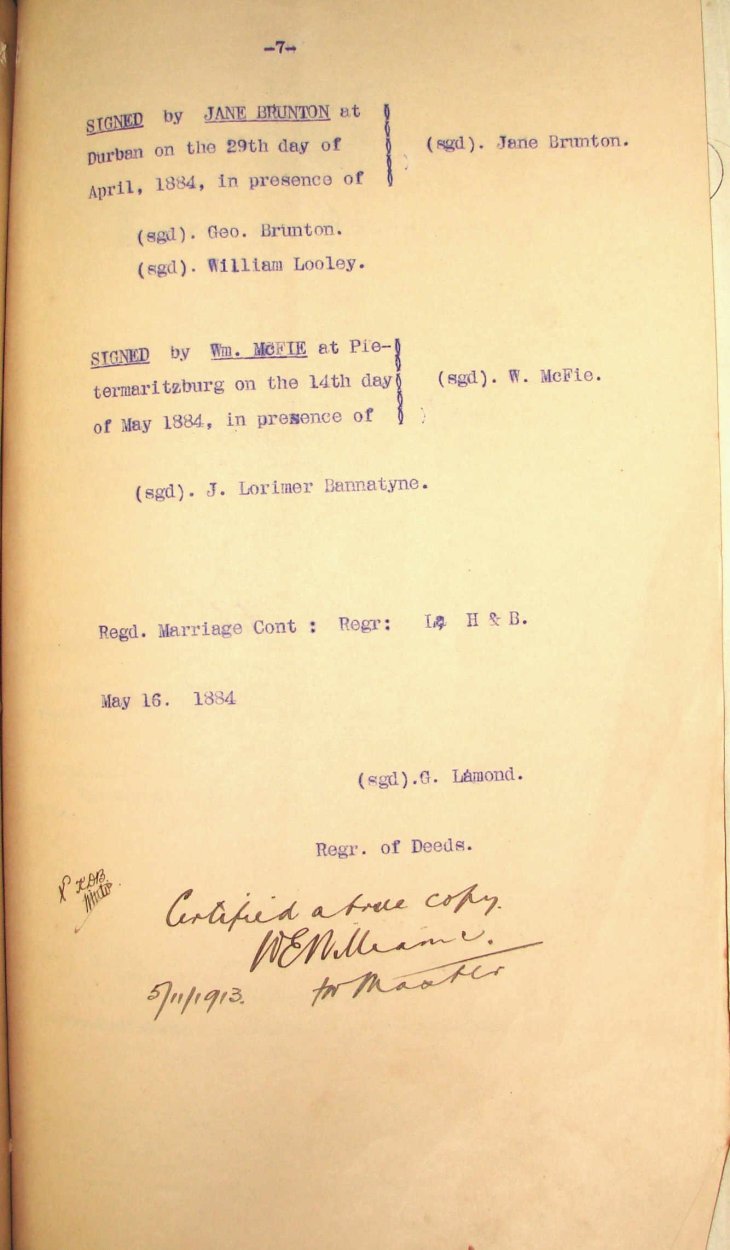 -7-
SIGNED by JANE BRUNTON at
Durban on the 29th day of
April, 1884, in presence of
(sgd). Jane Brunton.
(sgd). Geo. Brunton.
(sgd). William Looley.
SIGNED by Wm. McFIE at Pie-
termaritzburg on the 14th day
of May 1884, in presence of
(sgd). W. McFie.
(sgd). J. Lorimer Bannatyne.
Regd. Marriage Cont : Regr: L, H & B.
May 16. 1884
(sgd).G. Lamond.
Regr. of Deeds.
Certified a true copy.
WEWilliams.
for Master
5/11/1913.